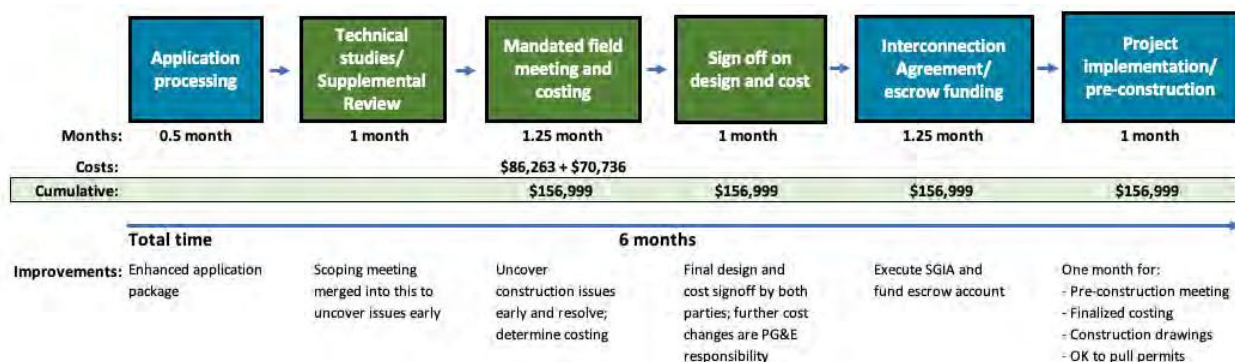 Application
processing
Technical
studies/
Supplemental
Review
Mandated field
meeting and
costing
Sign off on
design and cost
Interconnection
Agreement/
escrow funding
Project
implementation/
pre-construction
Months: 0.5 month 1 month 1.25 month 1 month 1.25 month 1 month
Costs: $86,263 + $70,736
Cumulative: $156,999 $156,999 $156,999 $156,999
Total time 6 months
Improvements:
Enhanced application
package
Scoping meeting
merged into this to
uncover issues early
Uncover
construction issues
early and resolve;
determine costing
Final design and
cost signoff by both
parties; further cost
changes are PG&E
responsibility
Execute SGIA and
fund escrow account
One month for:
- Pre-construction meeting
- Finalized costing
- Construction drawings
- OK to pull permits